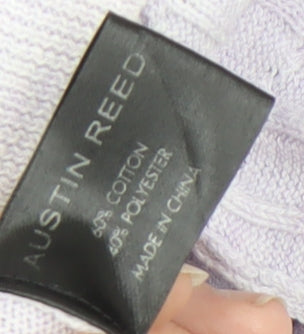 AUSTIN REED
60% COTTON
40% POLYESTER
MADE IN CHINA